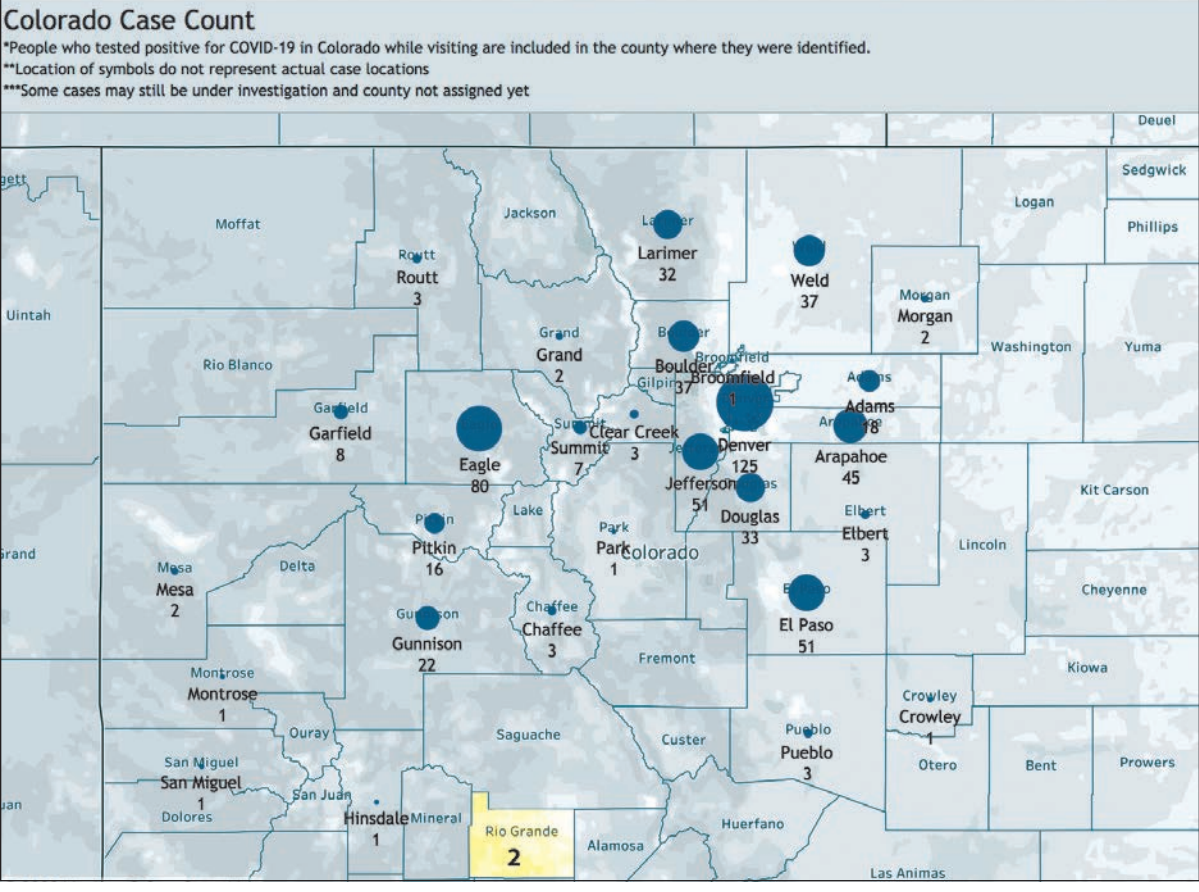 Colorado Case Count
*People who tested positive for COVID-19 in Colorado while visiting are included in the county where they were identified.
**Location of symbols do not represent actual case locations
***Some cases may still be under investigation and county not assigned yet
Deuel
Sedgwick
Logan
Phillips
Moffat
Jackson
Larimer
32
Weld
37
Routt
Routt
3
Morgan
Morgan
2
Uintah
Rio Blanco
Grand
Grand
2
Boulder
37
Broomfield
Broomfield
1
Washington
Yuma
Gilpin
Adams
Adams
18
Garfield
Garfield
8
Eagle
80
Summit
Summit
7
Clear Creek
3
Denver
125
Arapahoe
45
Jefferson
51
Douglas
33
Kit Carson
Lake
Pitkin
16
Park
Park
1
Colorado
Elbert
Elbert
3
Lincoln
Mesa
Mesa
2
Delta
Cheyenne
Gunnison
22
Chaffee
Chaffee
3
El Paso
51
Fremont
Kiowa
Montrose
Montrose
1
Crowley
Crowley
1
Ouray
Saguache
Custer
Pueblo
Pueblo
3
Otero
Bent
Prowers
San Miguel
San Miguel
1
Dolores
San Juan
Hinsdale
1
Mineral
Rio Grande
2
Alamosa
Huerfano
Las Animas